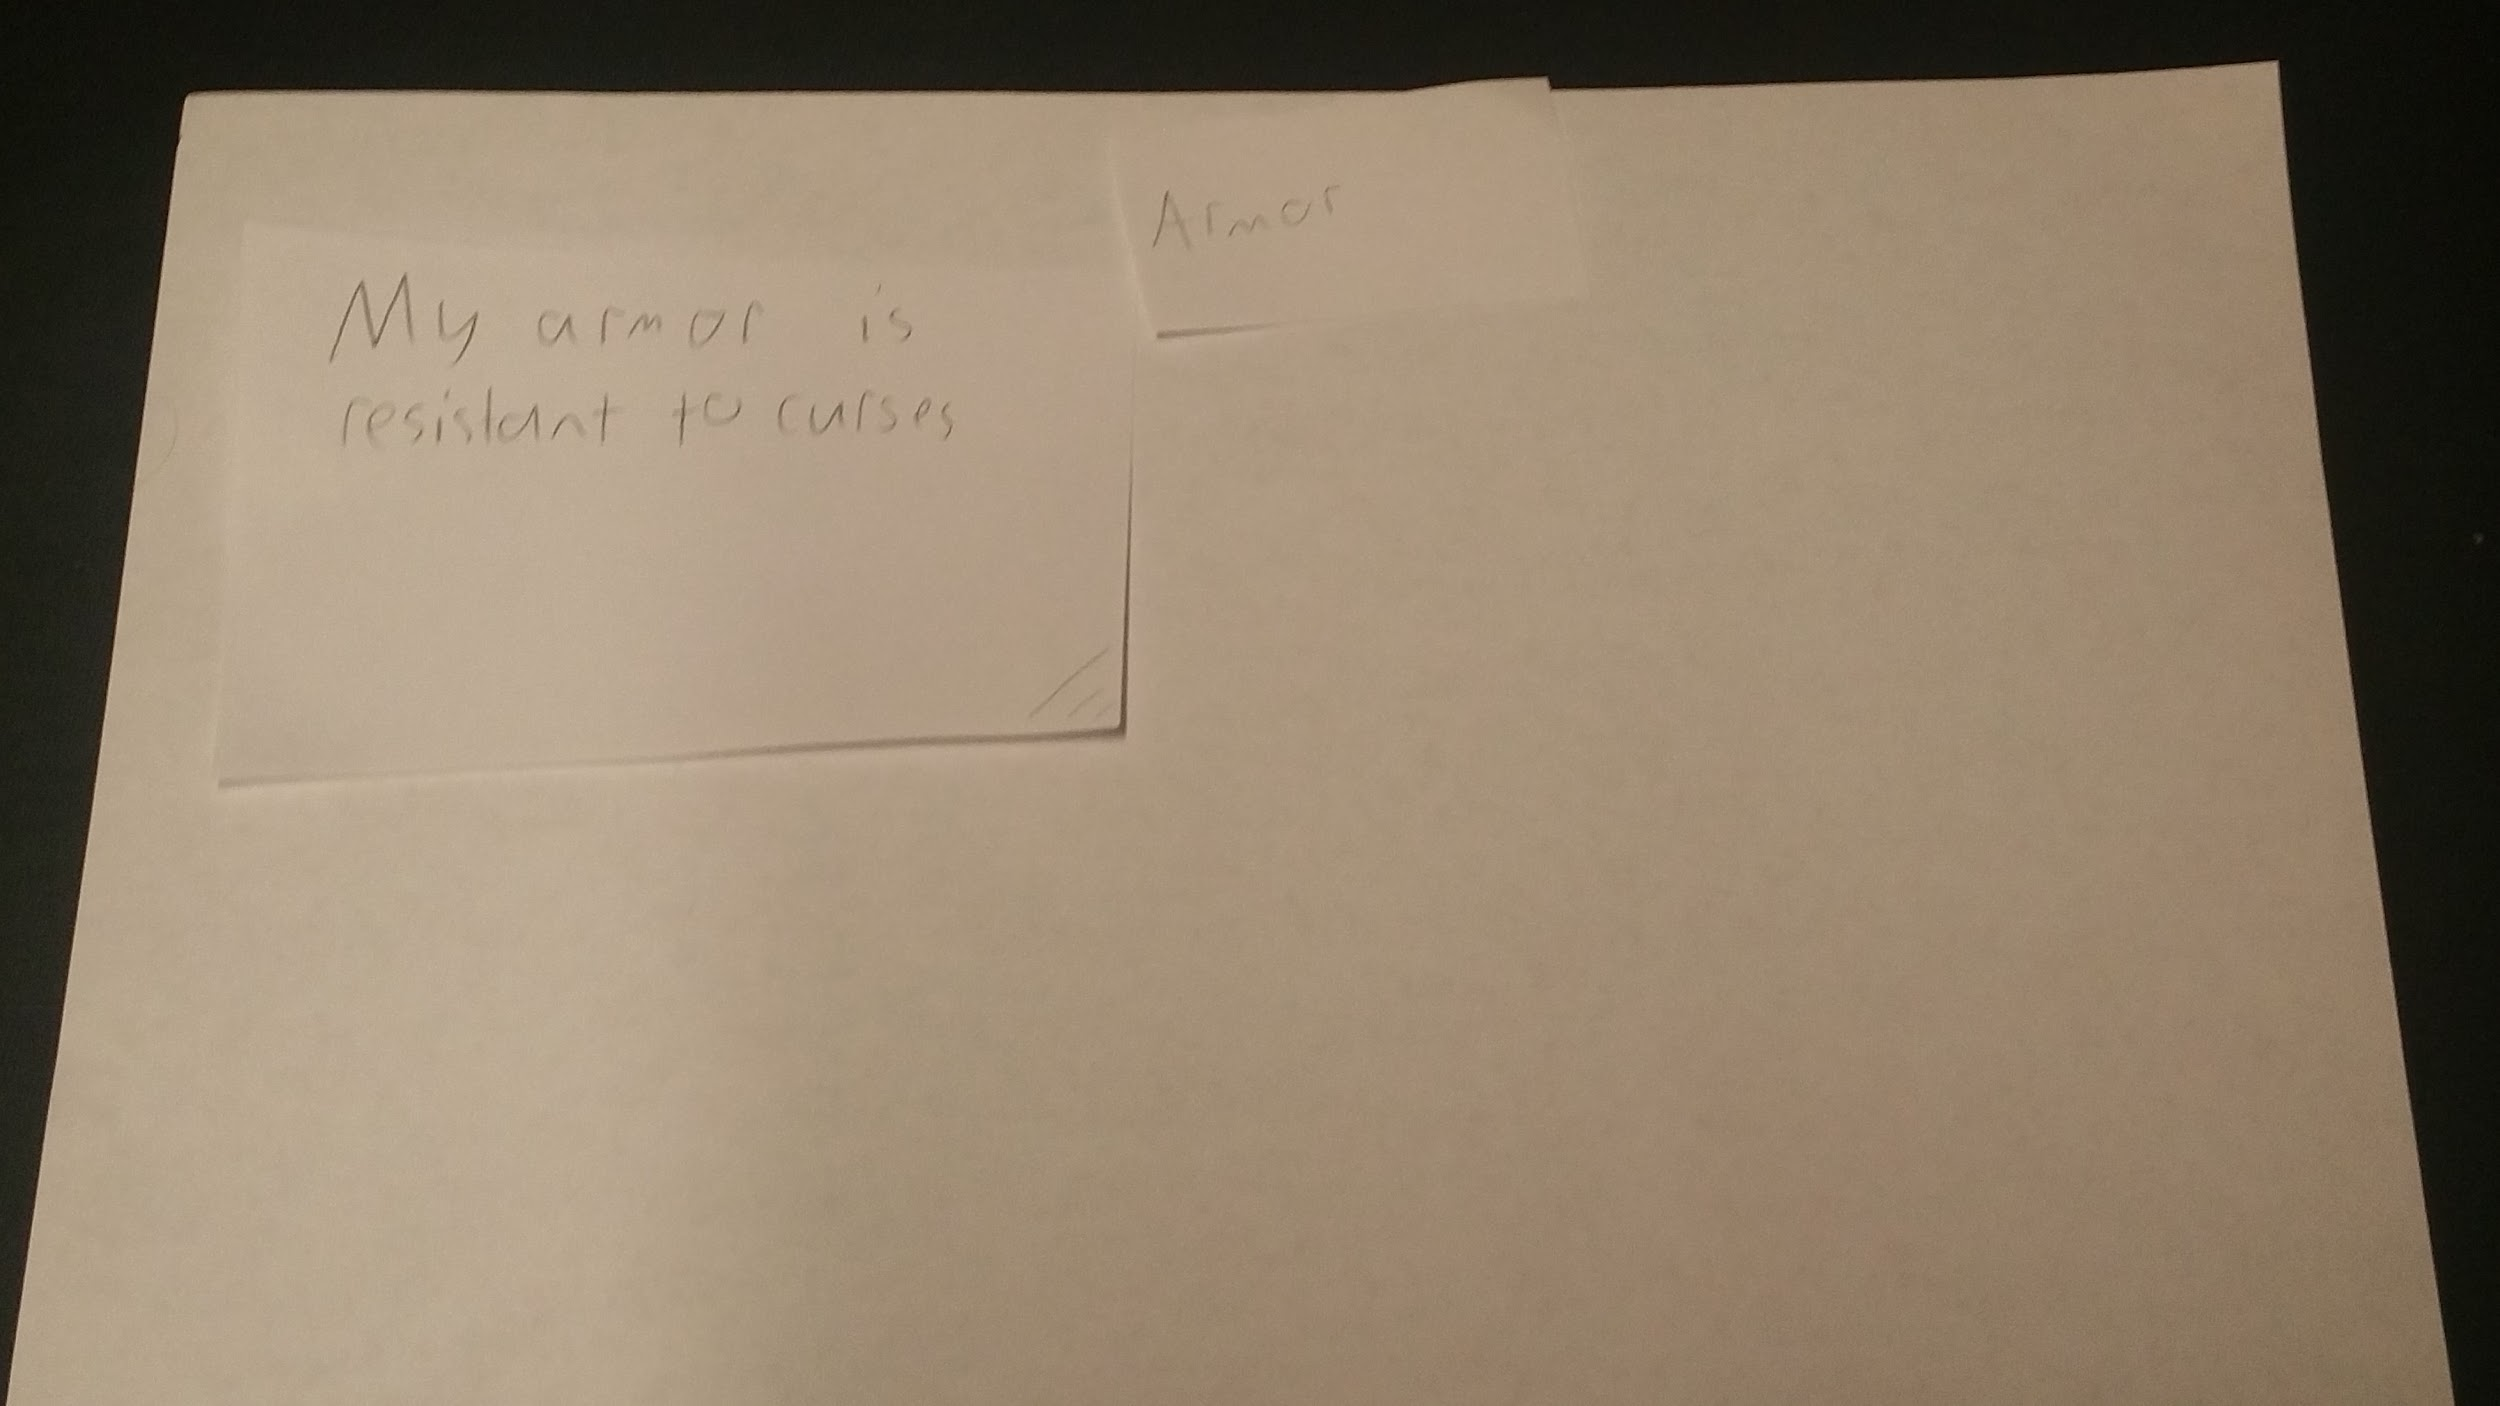 My armor is
resistant to curses
Armor